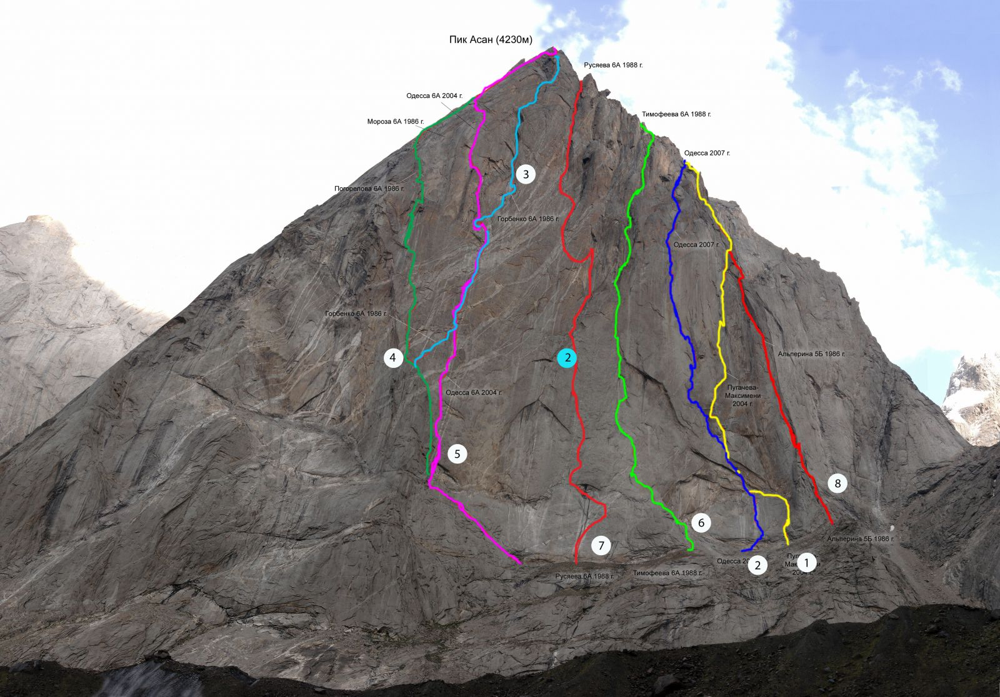 Пик Асан (4230м)
Русяева 6А 1988 г.
Одесса 6А 2004 г.
Тимофеева 6А 1988 г.
Мороза 6А 1986 г.
Одесса 2007 г.
3
Погорелова 6А 1986 г.
Горбенко 6А 1986 г.
Одесса 2007 г.
Горбенко 6А 1986 г.
4
2
Альперина 5Б 1986 г.
Одесса 6А 2004 г.
Пугачева-
Максимени
2004 г.
5
8
6
Альперина 5Б 1986 г.
7
Одесса
2
1
2004 г.
Русяева 6А 1988 г.
Тимофеева 6А 1988 г.